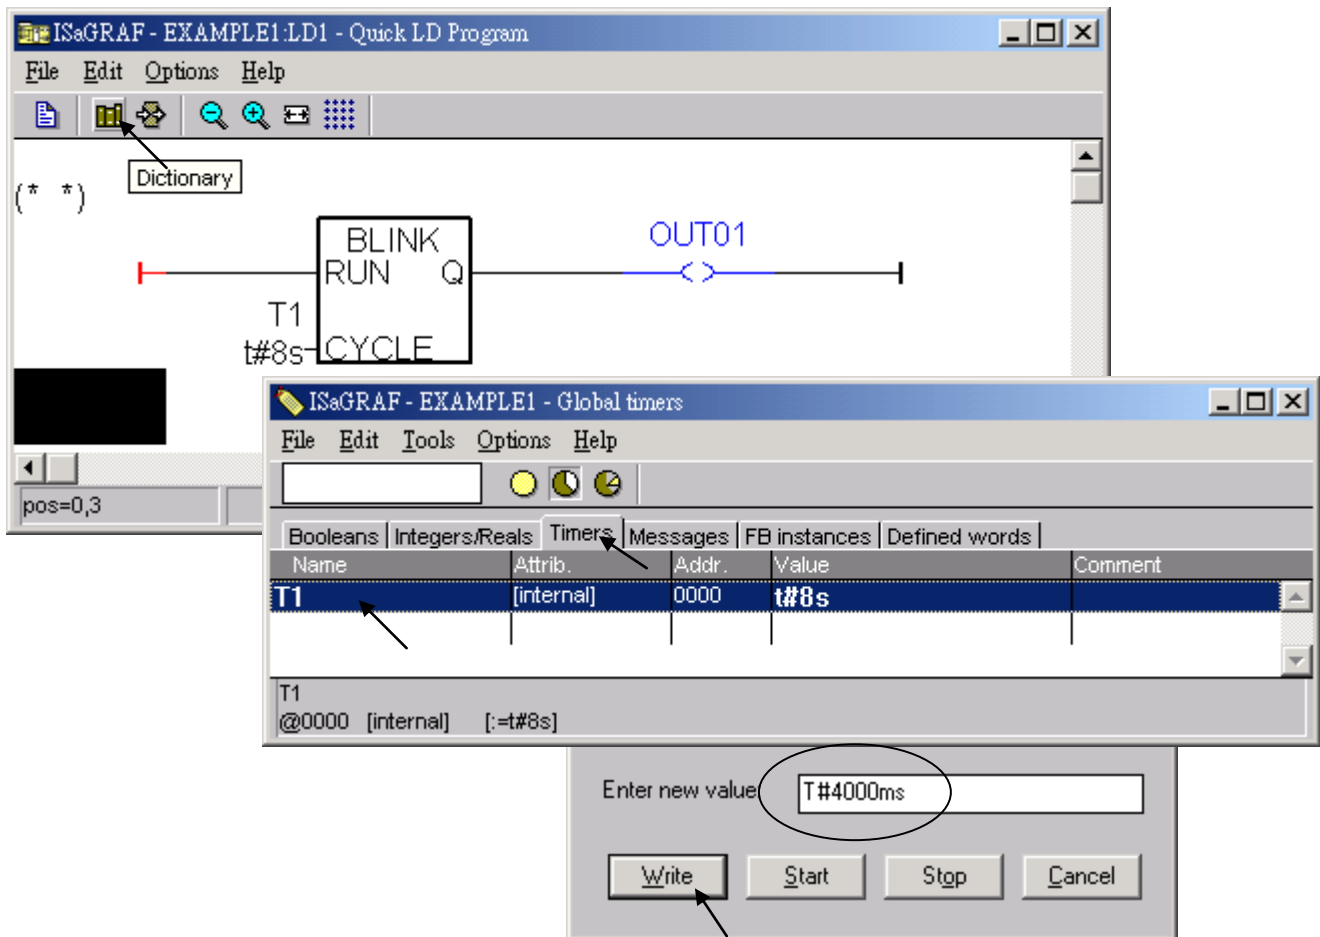 ISaGRAF - EXAMPLE1:LD1 - Quick LD Program
File Edit Options Help
Dictionary
(* *)
BLINK
OUT01
RUN Q
T1
t#8s
CYCLE
pos=0,3
ISaGRAF - EXAMPLE1 - Global timers
File Edit Tools Options Help
Booleans Integers/Reals Timers Messages FB instances Defined words
Name Attrib. Addr. Value Comment
T1 [internal] 0000 t#8s
T1
@0000 [internal] [:=t#8s]
Enter new value T#4000ms
Write Start Stop Cancel